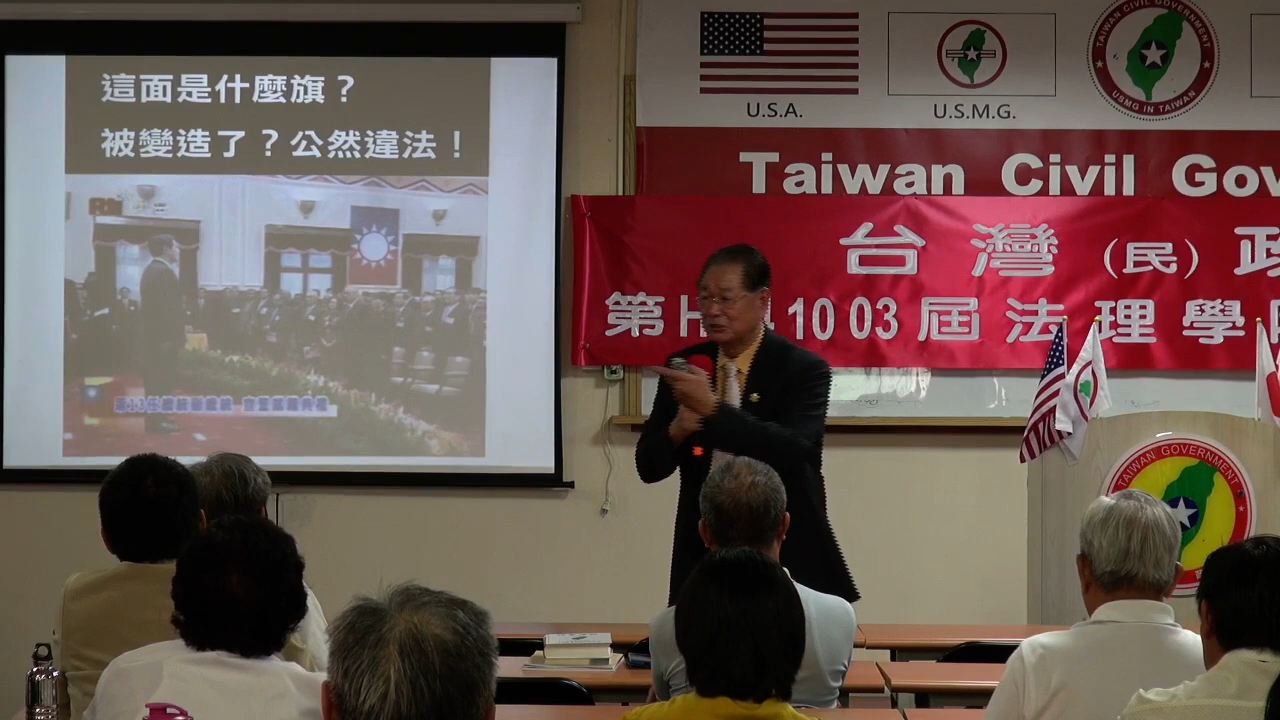 這面是什麼旗？
被變造了？公然違法！
U.S.A.
U.S.M.G.
TAIWAN CIVIL GOVERNMENT
USMG IN TAIWAN
Taiwan Civil Gov
台灣(民)政
第 H 10 03 屆法理學
TAIWAN GOVERNMENT